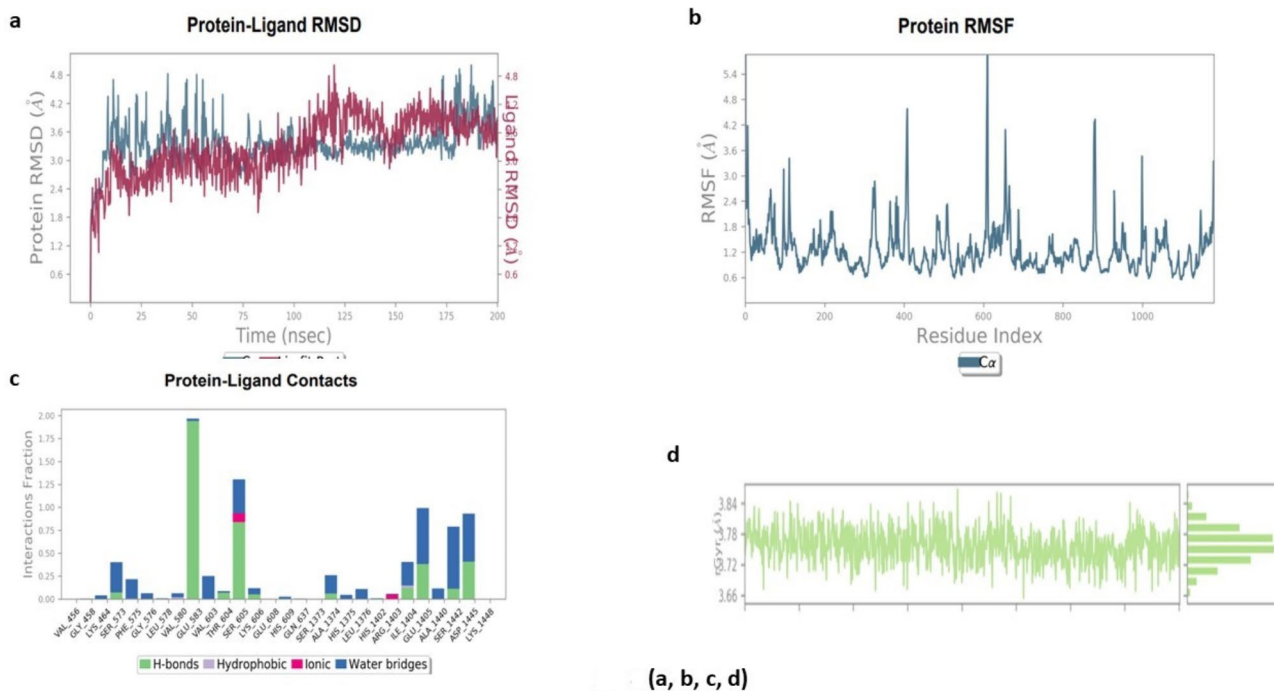 a
Protein-Ligand RMSD
Protein RMSD (Å)
4.8
4.2
3.6
3.0
2.4
1.8
1.2
0.6
4.8
0.6
Ligand RMSD (Å)
0 25 50 75 100 125 150 175 200
Time (nsec)
b
Protein RMSF
RMSF (Å)
5.4
4.8
4.2
3.6
3.0
2.4
1.8
1.2
0.6
0 200 400 600 800 1000
Residue Index
Cα
c
Protein-Ligand Contacts
Interactions Fraction
2.00
1.75
1.50
1.25
1.00
0.75
0.50
0.25
0.00
VAL_456 GLY_458 LYS_464 SER_573 PHE_575 GLY_576 LEU_578 VAL_580 GLU_583 VAL_603 THR_604 SER_605 LYS_606 GLU_608 HIS_609 GLN_637 SER_1373 ALA_1374 HIS_1375 LEU_1376 HIS_1402 ARG_1403 ILE_1404 GLU_1405 ALA_1440 SER_1442 ASP_1445 LYS_1448
H-bonds Hydrophobic Ionic Water bridges
d
rGyr (Å)
3.84
3.78
3.72
3.66
(a, b, c, d)